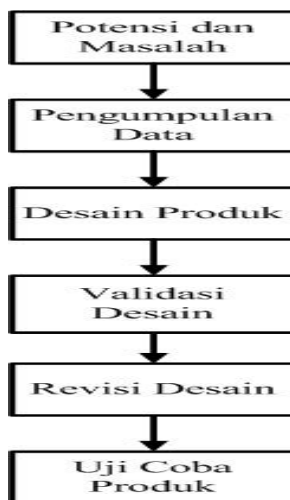 Potensi dan
Masalah
Pengumpulan
Data
Desain Produk
Validasi
Desain
Revisi Desain
Uji Coba
Produk